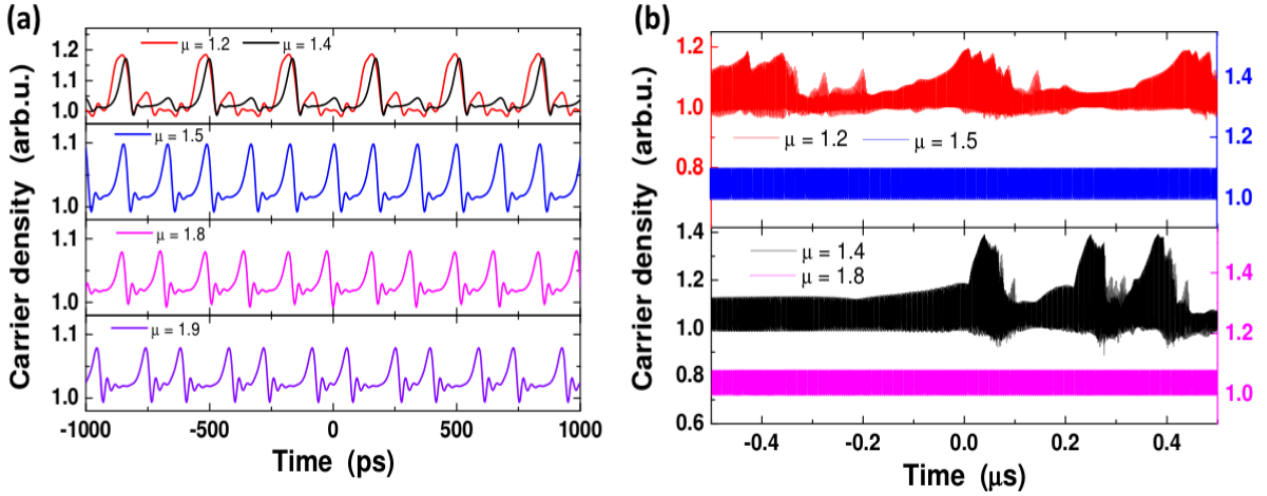 (a)
μ = 1.2 μ = 1.4
1.2
1.15
1.1
1.05
1.0
μ = 1.5
1.1
1.0
μ = 1.8
1.1
1.0
μ = 1.9
1.1
1.0
-1000 -500 0 500 1000
Time (ps)
Carrier density (arb.u.)
(b)
1.2
1.0
0.8
μ = 1.2 μ = 1.5
1.4
1.2
1.0
1.4
1.2
1.0
0.8
0.6
μ = 1.4
μ = 1.8
1.4
1.2
1.0
-0.4 -0.2 0.0 0.2 0.4
Time (μs)
Carrier density (arb.u.)